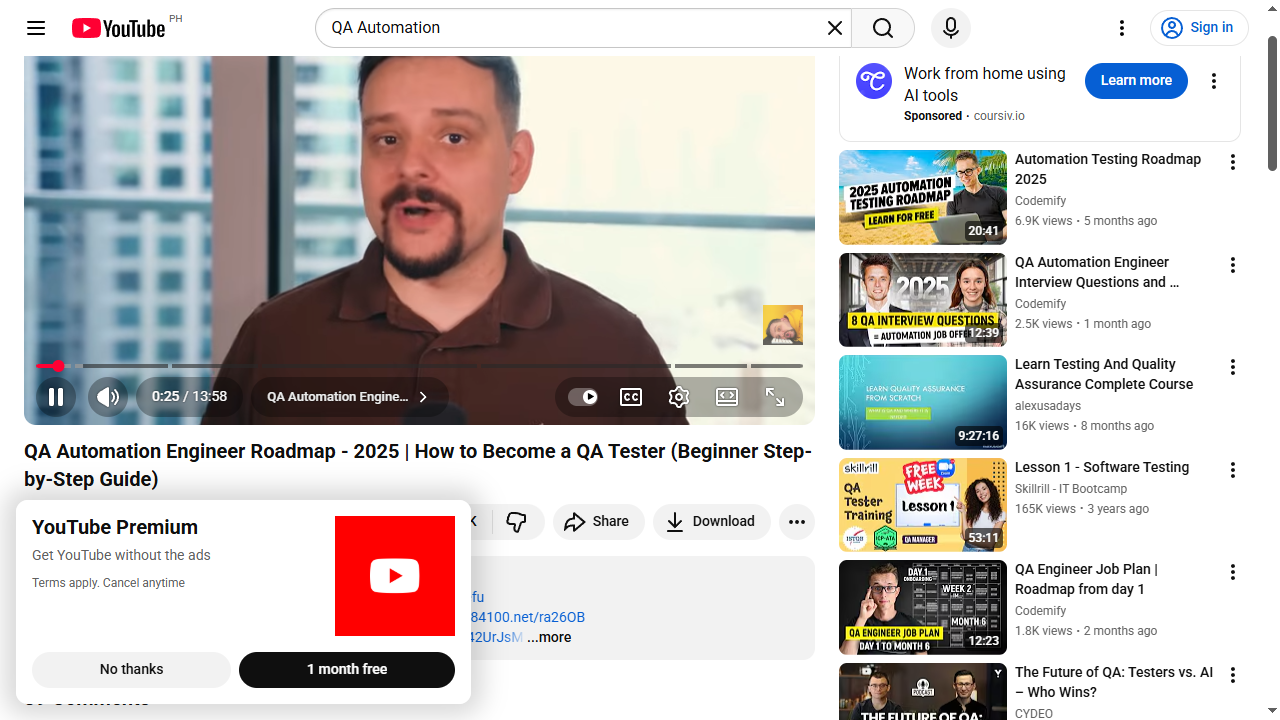 YouTube
PH
QA Automation
Sign in
0:25 / 13:58
QA Automation Engine...
QA Automation Engineer Roadmap - 2025 | How to Become a QA Tester (Beginner Step-
by-Step Guide)
K
Share
Download
fu
84100.net/ra26OB
42UrJsM ...more
YouTube Premium
Get YouTube without the ads
Terms apply. Cancel anytime
No thanks
1 month free
Work from home using
AI tools
Sponsored · coursiv.io
Learn more
2025 AUTOMATION
TESTING ROADMAP
LEARN FOR FREE
20:41
Automation Testing Roadmap
2025
Codemify
6.9K views · 5 months ago
2025
8 QA INTERVIEW QUESTIONS
= AUTOMATION JOB OFFER
12:39
QA Automation Engineer
Interview Questions and ...
Codemify
2.5K views · 1 month ago
LEARN QUALITY ASSURANCE
FROM SCRATCH
9:27:16
Learn Testing And Quality
Assurance Complete Course
alexusadays
16K views · 8 months ago
skillrill
FREE
WEEK
QA
Tester
Training
Lesson 1
QA MANAGER
53:11
Lesson 1 - Software Testing
Skillrill - IT Bootcamp
165K views · 3 years ago
DAY 1
ONBOARDING
WEEK 2
MONTH 6
QA ENGINEER JOB PLAN
DAY 1 TO MONTH 6
12:23
QA Engineer Job Plan |
Roadmap from day 1
Codemify
1.8K views · 2 months ago
PODCAST
THE FUTURE OF QA:
The Future of QA: Testers vs. AI
– Who Wins?
CYDEO